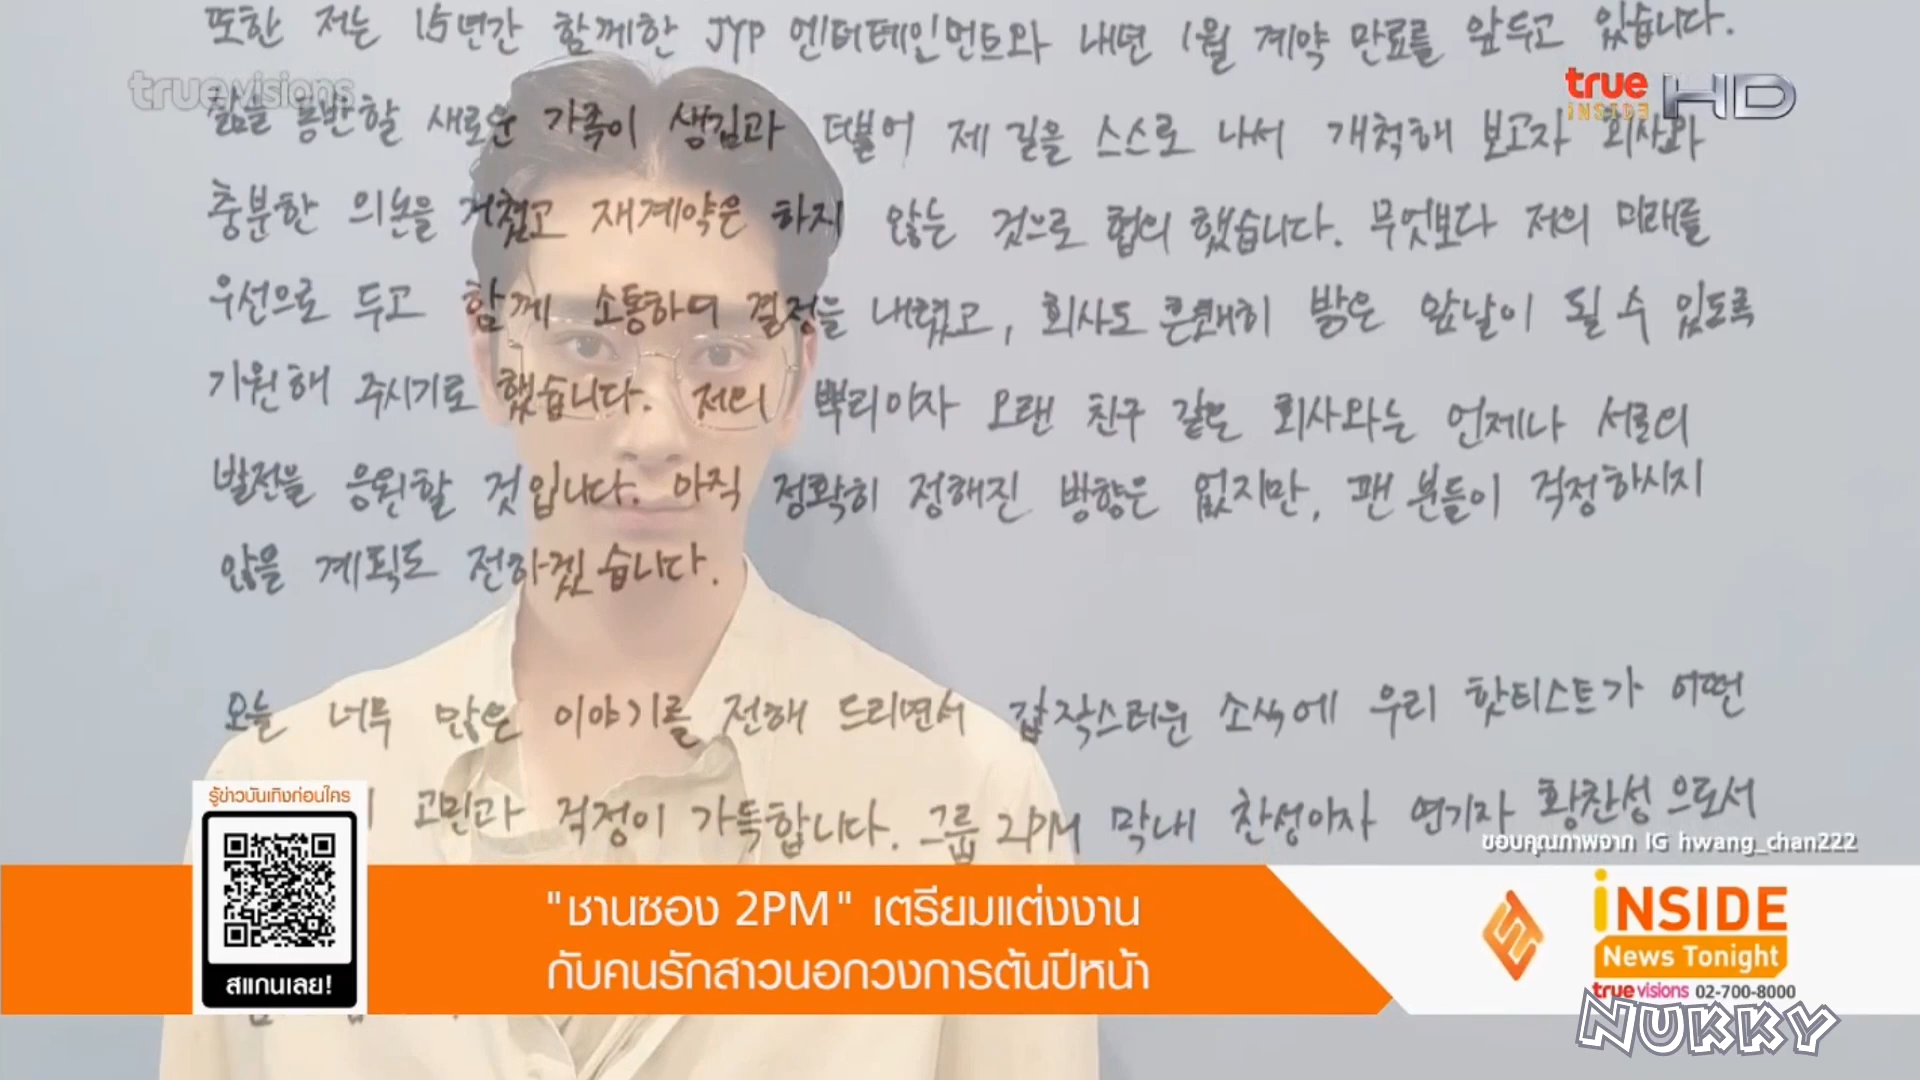 또한 저는 15년간 함께한 JYP 엔터테인먼트와 내년 1월 계약 만료를 앞두고 있습니다.
truevisions
true
iNSIDE HD
삶을 동반할 새로운 가족이 생김과 더불어 제 길을 스스로 나서 개척해 보고자 회사와
충분한 의논을 거쳤고 재계약은 하지 않는 것으로 협의 했습니다. 무엇보다 저의 미래를
우선으로 두고 함께 소통하며 결정을 내렸고, 회사도 흔쾌히 밝은 앞날이 될 수 있도록
기원해 주시기로 했습니다. 저의 뿌리이자 오랜 친구 같은 회사와는 언제나 서로의
발전을 응원할 것입니다. 아직 정확히 정해진 방향은 없지만, 팬 분들이 걱정하시지
않을 계획도 전하겠습니다.
오늘 너무 많은 이야기를 전해 드리면서 갑작스러운 소식에 우리 핫티스트가 어떤
고민과 걱정이 가득합니다. 그룹 2PM 막내 찬성이자 연기자 황찬성으로서
ขอบคุณภาพจาก IG hwang_chan222
รู้ข่าวบันเทิงก่อนใคร
สแกนเลย!
"ชานซอง 2PM" เตรียมแต่งงาน
กับคนรักสาวนอกวงการต้นปีหน้า
iNSIDE
News Tonight
truevisions 02-700-8000
NUKKY